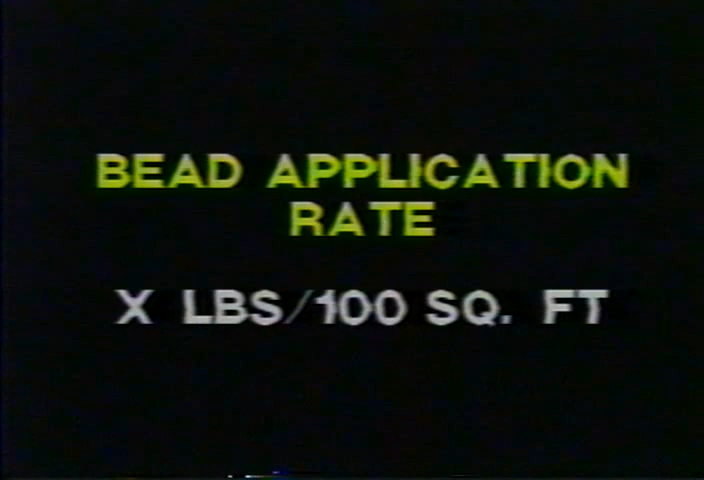 BEAD APPLICATION
RATE
X LBS/100 SQ. FT